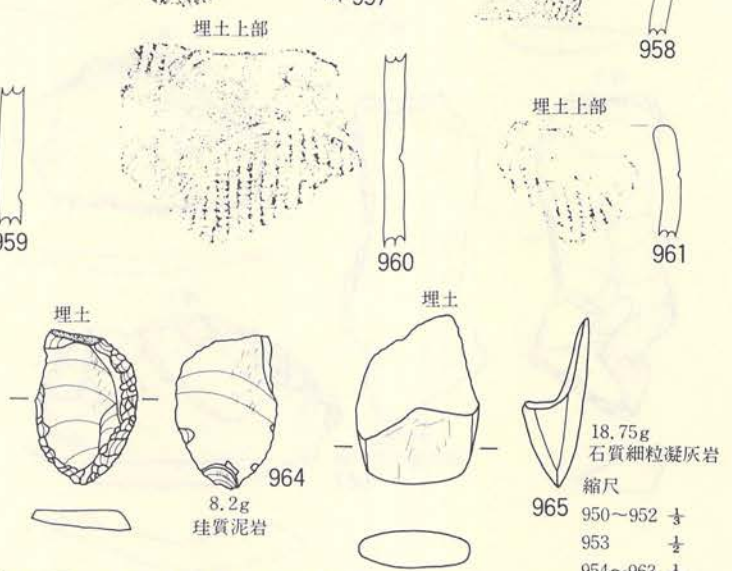 埋土上部
958
埋土上部
959
960
961
埋土
埋土
964
8.2g
珪質泥岩
18.75g
石質細粒凝灰岩
965
縮尺
950〜952 1/3
953 1/2